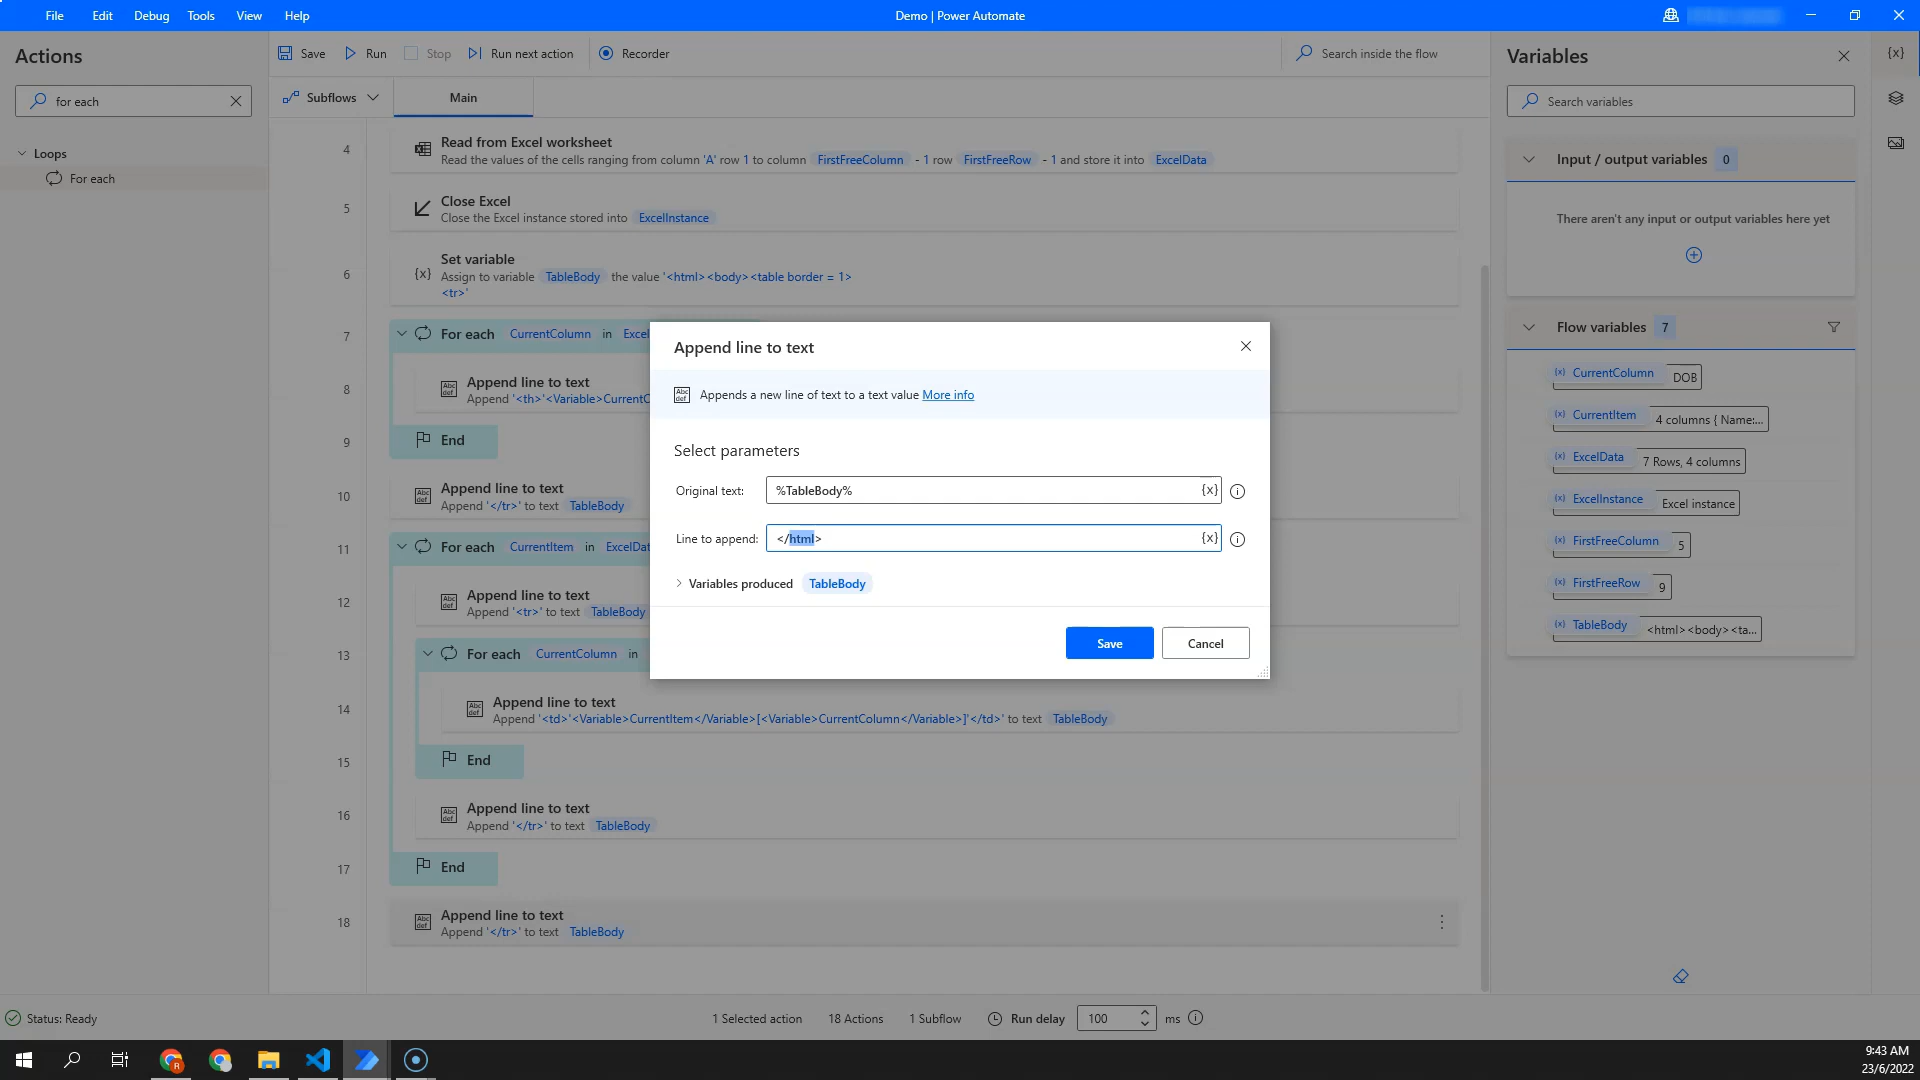 File Edit Debug Tools View Help
Demo | Power Automate
Actions
for each
Loops
For each
Save Run Stop Run next action Recorder
Search inside the flow
Subflows Main
4
Read from Excel worksheet
Read the values of the cells ranging from column 'A' row 1 to column FirstFreeColumn - 1 row FirstFreeRow - 1 and store it into ExcelData
5
Close Excel
Close the Excel instance stored into ExcelInstance
6
Set variable
Assign to variable TableBody the value '<html><body><table border = 1>
<tr>'
7
For each CurrentColumn in Excel
8
Append line to text
Append '<th>'<Variable>CurrentC
9
End
10
Append line to text
Append '</tr>' to text TableBody
11
For each CurrentItem in ExcelDat
12
Append line to text
Append '<tr>' to text TableBody
13
For each CurrentColumn in
14
Append line to text
Append '<td>'<Variable>CurrentItem</Variable>[<Variable>CurrentColumn</Variable>]'</td>' to text TableBody
15
End
16
Append line to text
Append '</tr>' to text TableBody
17
End
18
Append line to text
Append '</tr>' to text TableBody
Append line to text
Abc
def
Appends a new line of text to a text value More info
Select parameters
Original text: %TableBody% {x}
Line to append: </html> {x}
Variables produced TableBody
Save Cancel
Variables
{x}
Search variables
Input / output variables 0
There aren't any input or output variables here yet
Flow variables 7
(x) CurrentColumn DOB
(x) CurrentItem 4 columns { Name:...
(x) ExcelData 7 Rows, 4 columns
(x) ExcelInstance Excel instance
(x) FirstFreeColumn 5
(x) FirstFreeRow 9
(x) TableBody <html><body><ta...
Status: Ready
1 Selected action 18 Actions 1 Subflow Run delay 100 ms
9:43 AM
23/6/2022